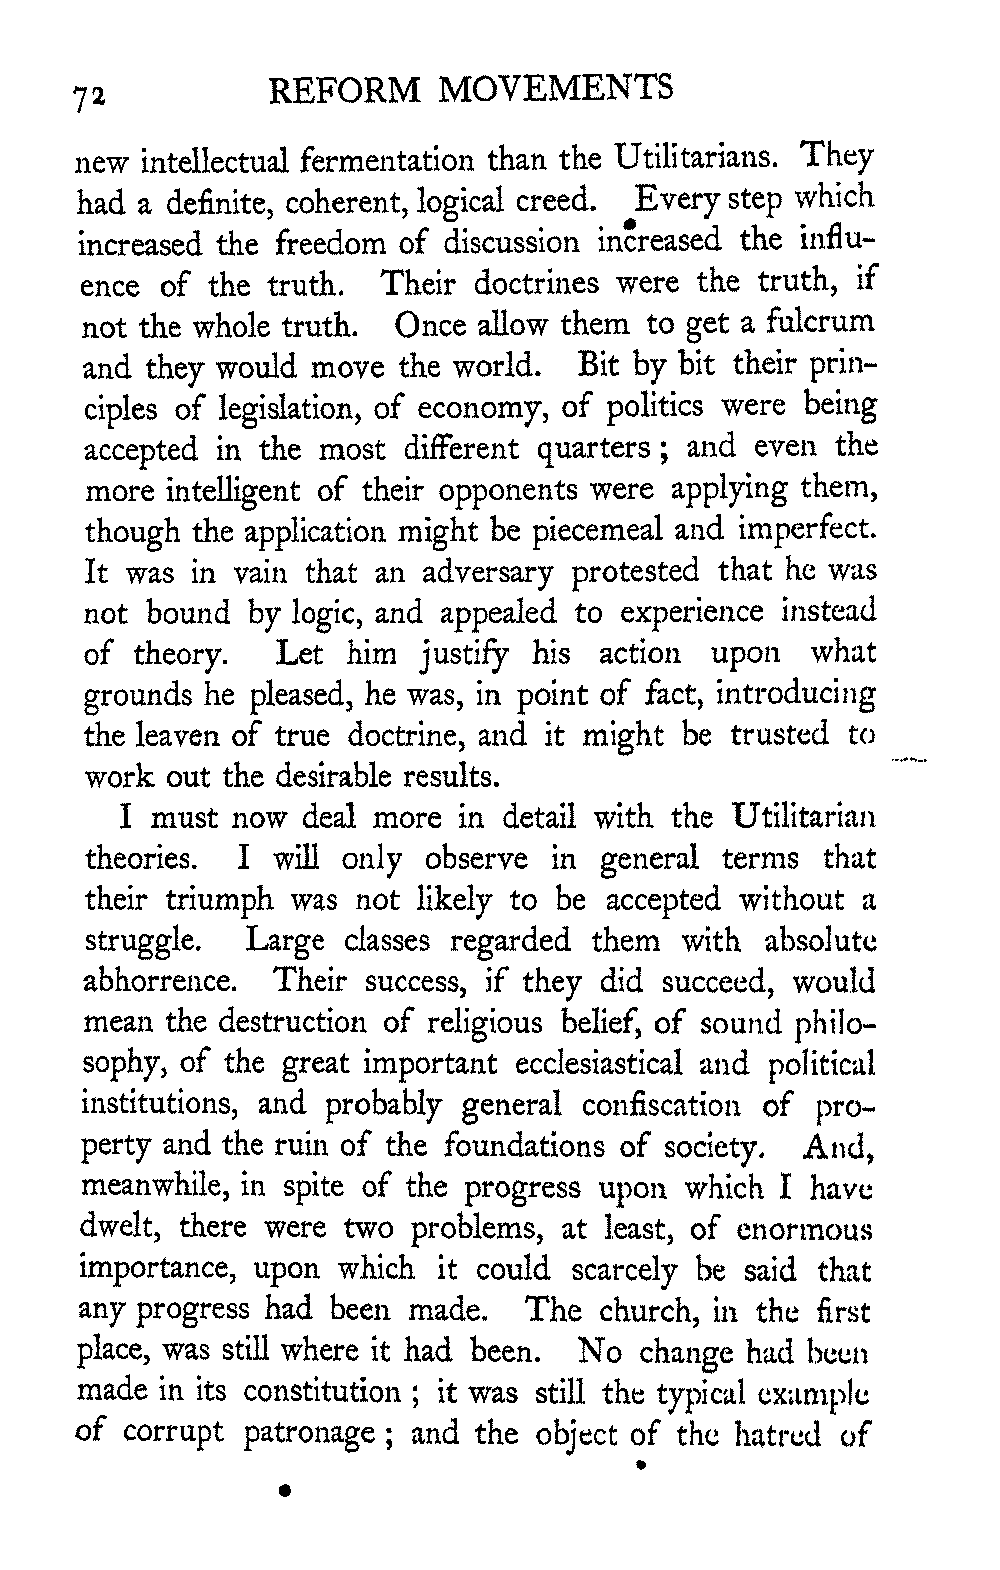 72 REFORM MOVEMENTS
new intellectual fermentation than the Utilitarians. They
had a definite, coherent, logical creed. Every step which
increased the freedom of discussion increased the influ-
ence of the truth. Their doctrines were the truth, if
not the whole truth. Once allow them to get a fulcrum
and they would move the world. Bit by bit their prin-
ciples of legislation, of economy, of politics were being
accepted in the most different quarters ; and even the
more intelligent of their opponents were applying them,
though the application might be piecemeal and imperfect.
It was in vain that an adversary protested that he was
not bound by logic, and appealed to experience instead
of theory. Let him justify his action upon what
grounds he pleased, he was, in point of fact, introducing
the leaven of true doctrine, and it might be trusted to
work out the desirable results.
I must now deal more in detail with the Utilitarian
theories. I will only observe in general terms that
their triumph was not likely to be accepted without a
struggle. Large classes regarded them with absolute
abhorrence. Their success, if they did succeed, would
mean the destruction of religious belief, of sound philo-
sophy, of the great important ecclesiastical and political
institutions, and probably general confiscation of pro-
perty and the ruin of the foundations of society. And,
meanwhile, in spite of the progress upon which I have
dwelt, there were two problems, at least, of enormous
importance, upon which it could scarcely be said that
any progress had been made. The church, in the first
place, was still where it had been. No change had been
made in its constitution ; it was still the typical example
of corrupt patronage ; and the object of the hatred of